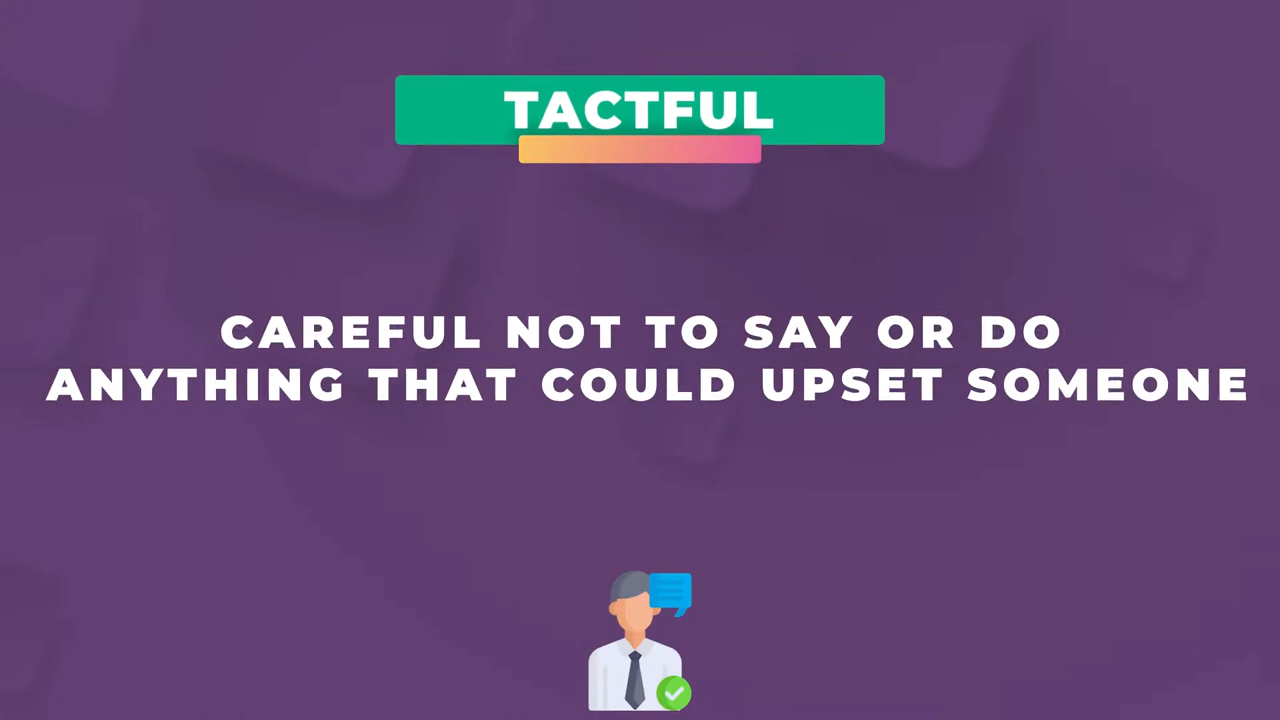 TACTFUL
CAREFUL NOT TO SAY OR DO
ANYTHING THAT COULD UPSET SOMEONE